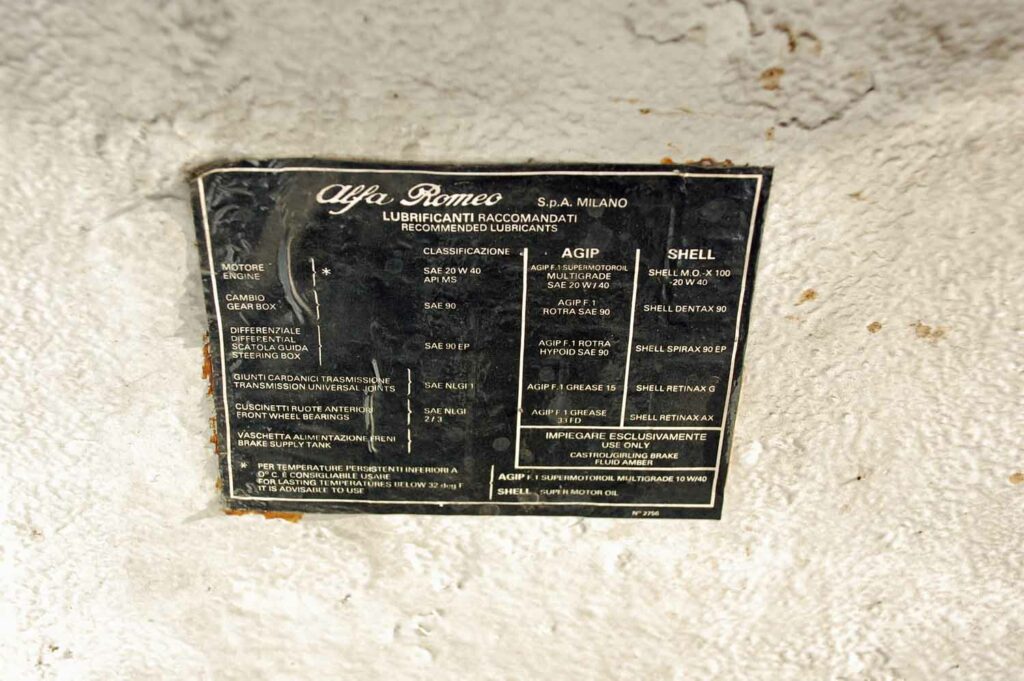 Alfa Romeo S.p.A. MILANO
LUBRIFICANTI RACCOMANDATI
RECOMMENDED LUBRICANTS
CLASSIFICAZIONE AGIP SHELL
MOTORE
ENGINE
*
SAE 20 W 40
API MS
AGIP F.1 SUPERMOTOROIL
MULTIGRADE
SAE 20 W / 40
SHELL M.O.-X 100
-20 W 40
CAMBIO
GEAR BOX
SAE 90
AGIP F.1
ROTRA SAE 90
SHELL DENTAX 90
DIFFERENZIALE
DIFFERENTIAL
SCATOLA GUIDA
STEERING BOX
SAE 90 EP
AGIP F.1 ROTRA
HYPOID SAE 90
SHELL SPIRAX 90 EP
GIUNTI CARDANICI TRASMISSIONE
TRANSMISSION UNIVERSAL JOINTS
SAE NLGI 1
AGIP F.1 GREASE 15
SHELL RETINAX G
CUSCINETTI RUOTE ANTERIORI
FRONT WHEEL BEARINGS
SAE NLGI
2 / 3
AGIP F.1 GREASE
33 FD
SHELL RETINAX AX
VASCHETTA ALIMENTAZIONE FRENI
BRAKE SUPPLY TANK
IMPIEGARE ESCLUSIVAMENTE
USE ONLY
CASTROL/GIRLING BRAKE
FLUID AMBER
* PER TEMPERATURE PERSISTENTI INFERIORI A
0° C. È CONSIGLIABILE USARE
FOR LASTING TEMPERATURES BELOW 32 deg F
IT IS ADVISABLE TO USE
AGIP F.1 SUPERMOTOROIL MULTIGRADE 10 W/40
SHELL SUPER MOTOR OIL
N° 2756